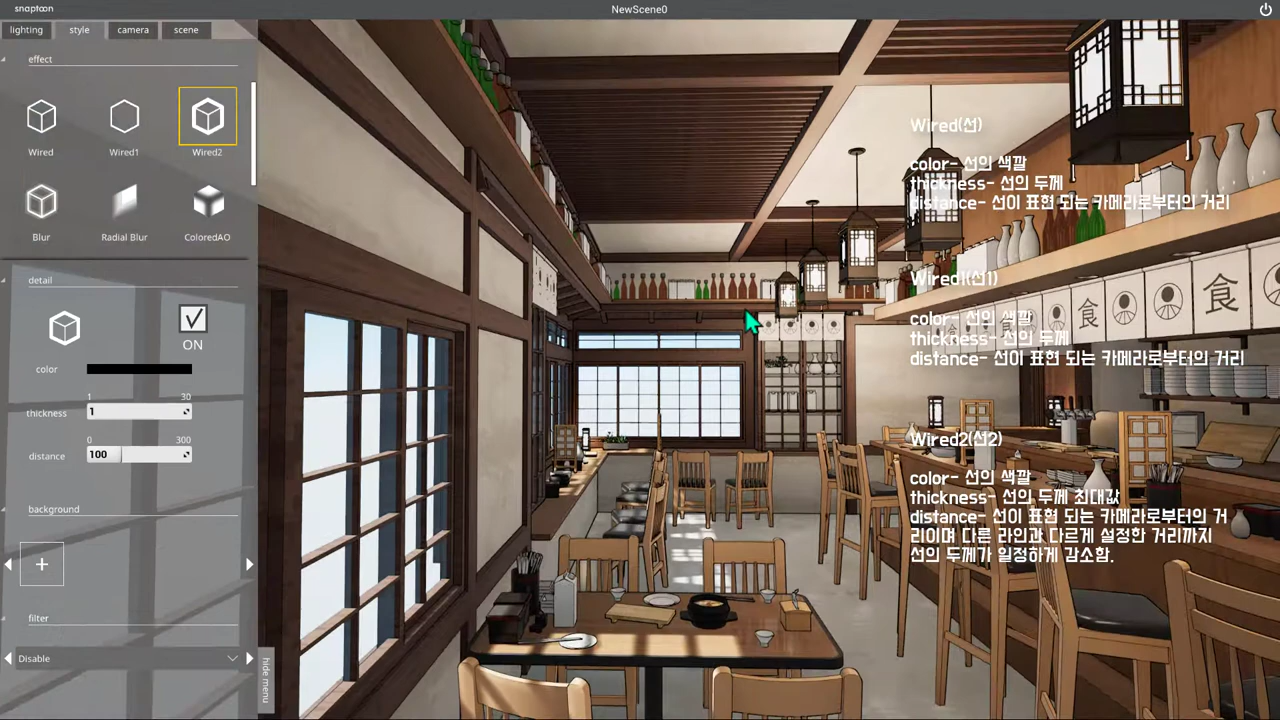 snaptoon
NewScene0
lighting
style
camera
scene
effect
Wired
Wired1
Wired2
Blur
Radial Blur
ColoredAO
detail
ON
color
1
30
thickness
1
0
300
distance
100
background
+
filter
Disable
hide menu
Wired(선)
color- 선의 색깔
thickness- 선의 두께
distance- 선이 표현 되는 카메라로부터의 거리
Wired1(선1)
color- 선의 색깔
thickness- 선의 두께
distance- 선이 표현 되는 카메라로부터의 거리
Wired2(선2)
color- 선의 색깔
thickness- 선의 두께 최대값
distance- 선이 표현 되는 카메라로부터의 거
리이며 다른 라인과 다르게 설정한 거리까지
선의 두께가 일정하게 감소함.
食
食
食